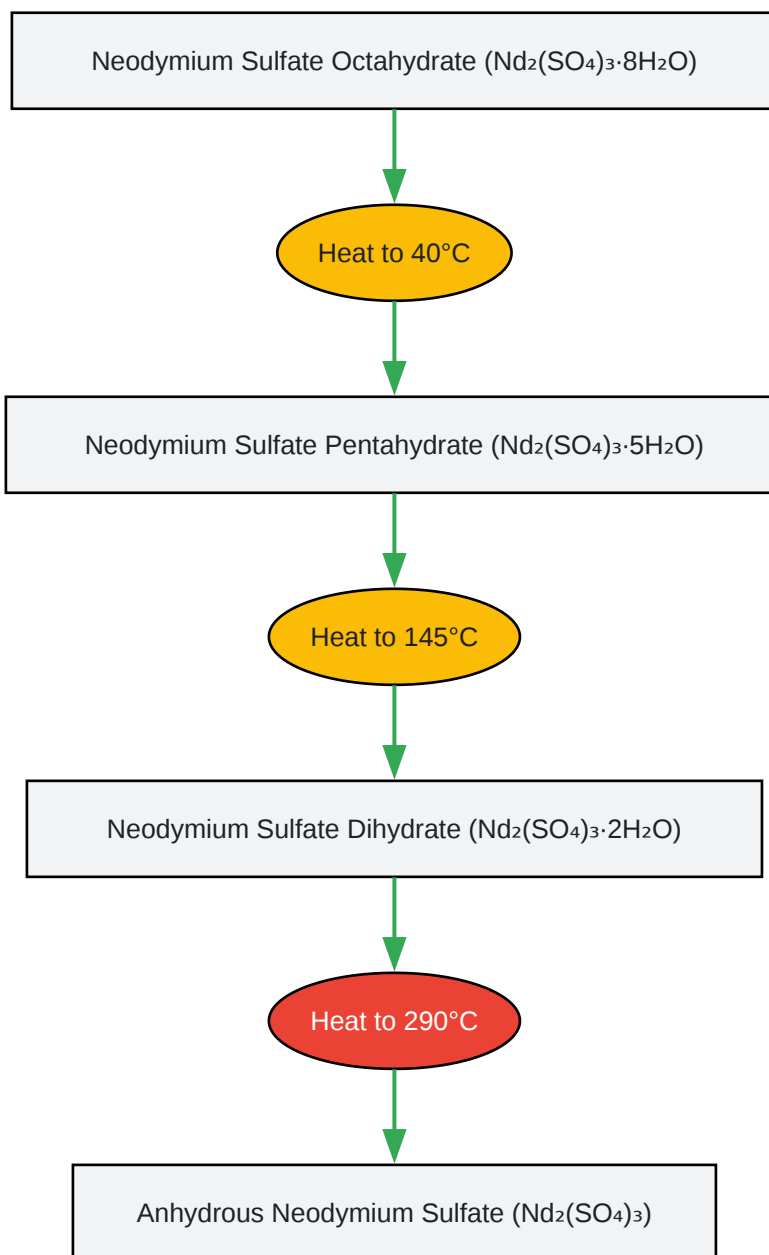 Neodymium Sulfate Octahydrate (Nd₂(SO₄)₃·8H₂O)
Heat to 40°C
Neodymium Sulfate Pentahydrate (Nd₂(SO₄)₃·5H₂O)
Heat to 145°C
Neodymium Sulfate Dihydrate (Nd₂(SO₄)₃·2H₂O)
Heat to 290°C
Anhydrous Neodymium Sulfate (Nd₂(SO₄)₃)